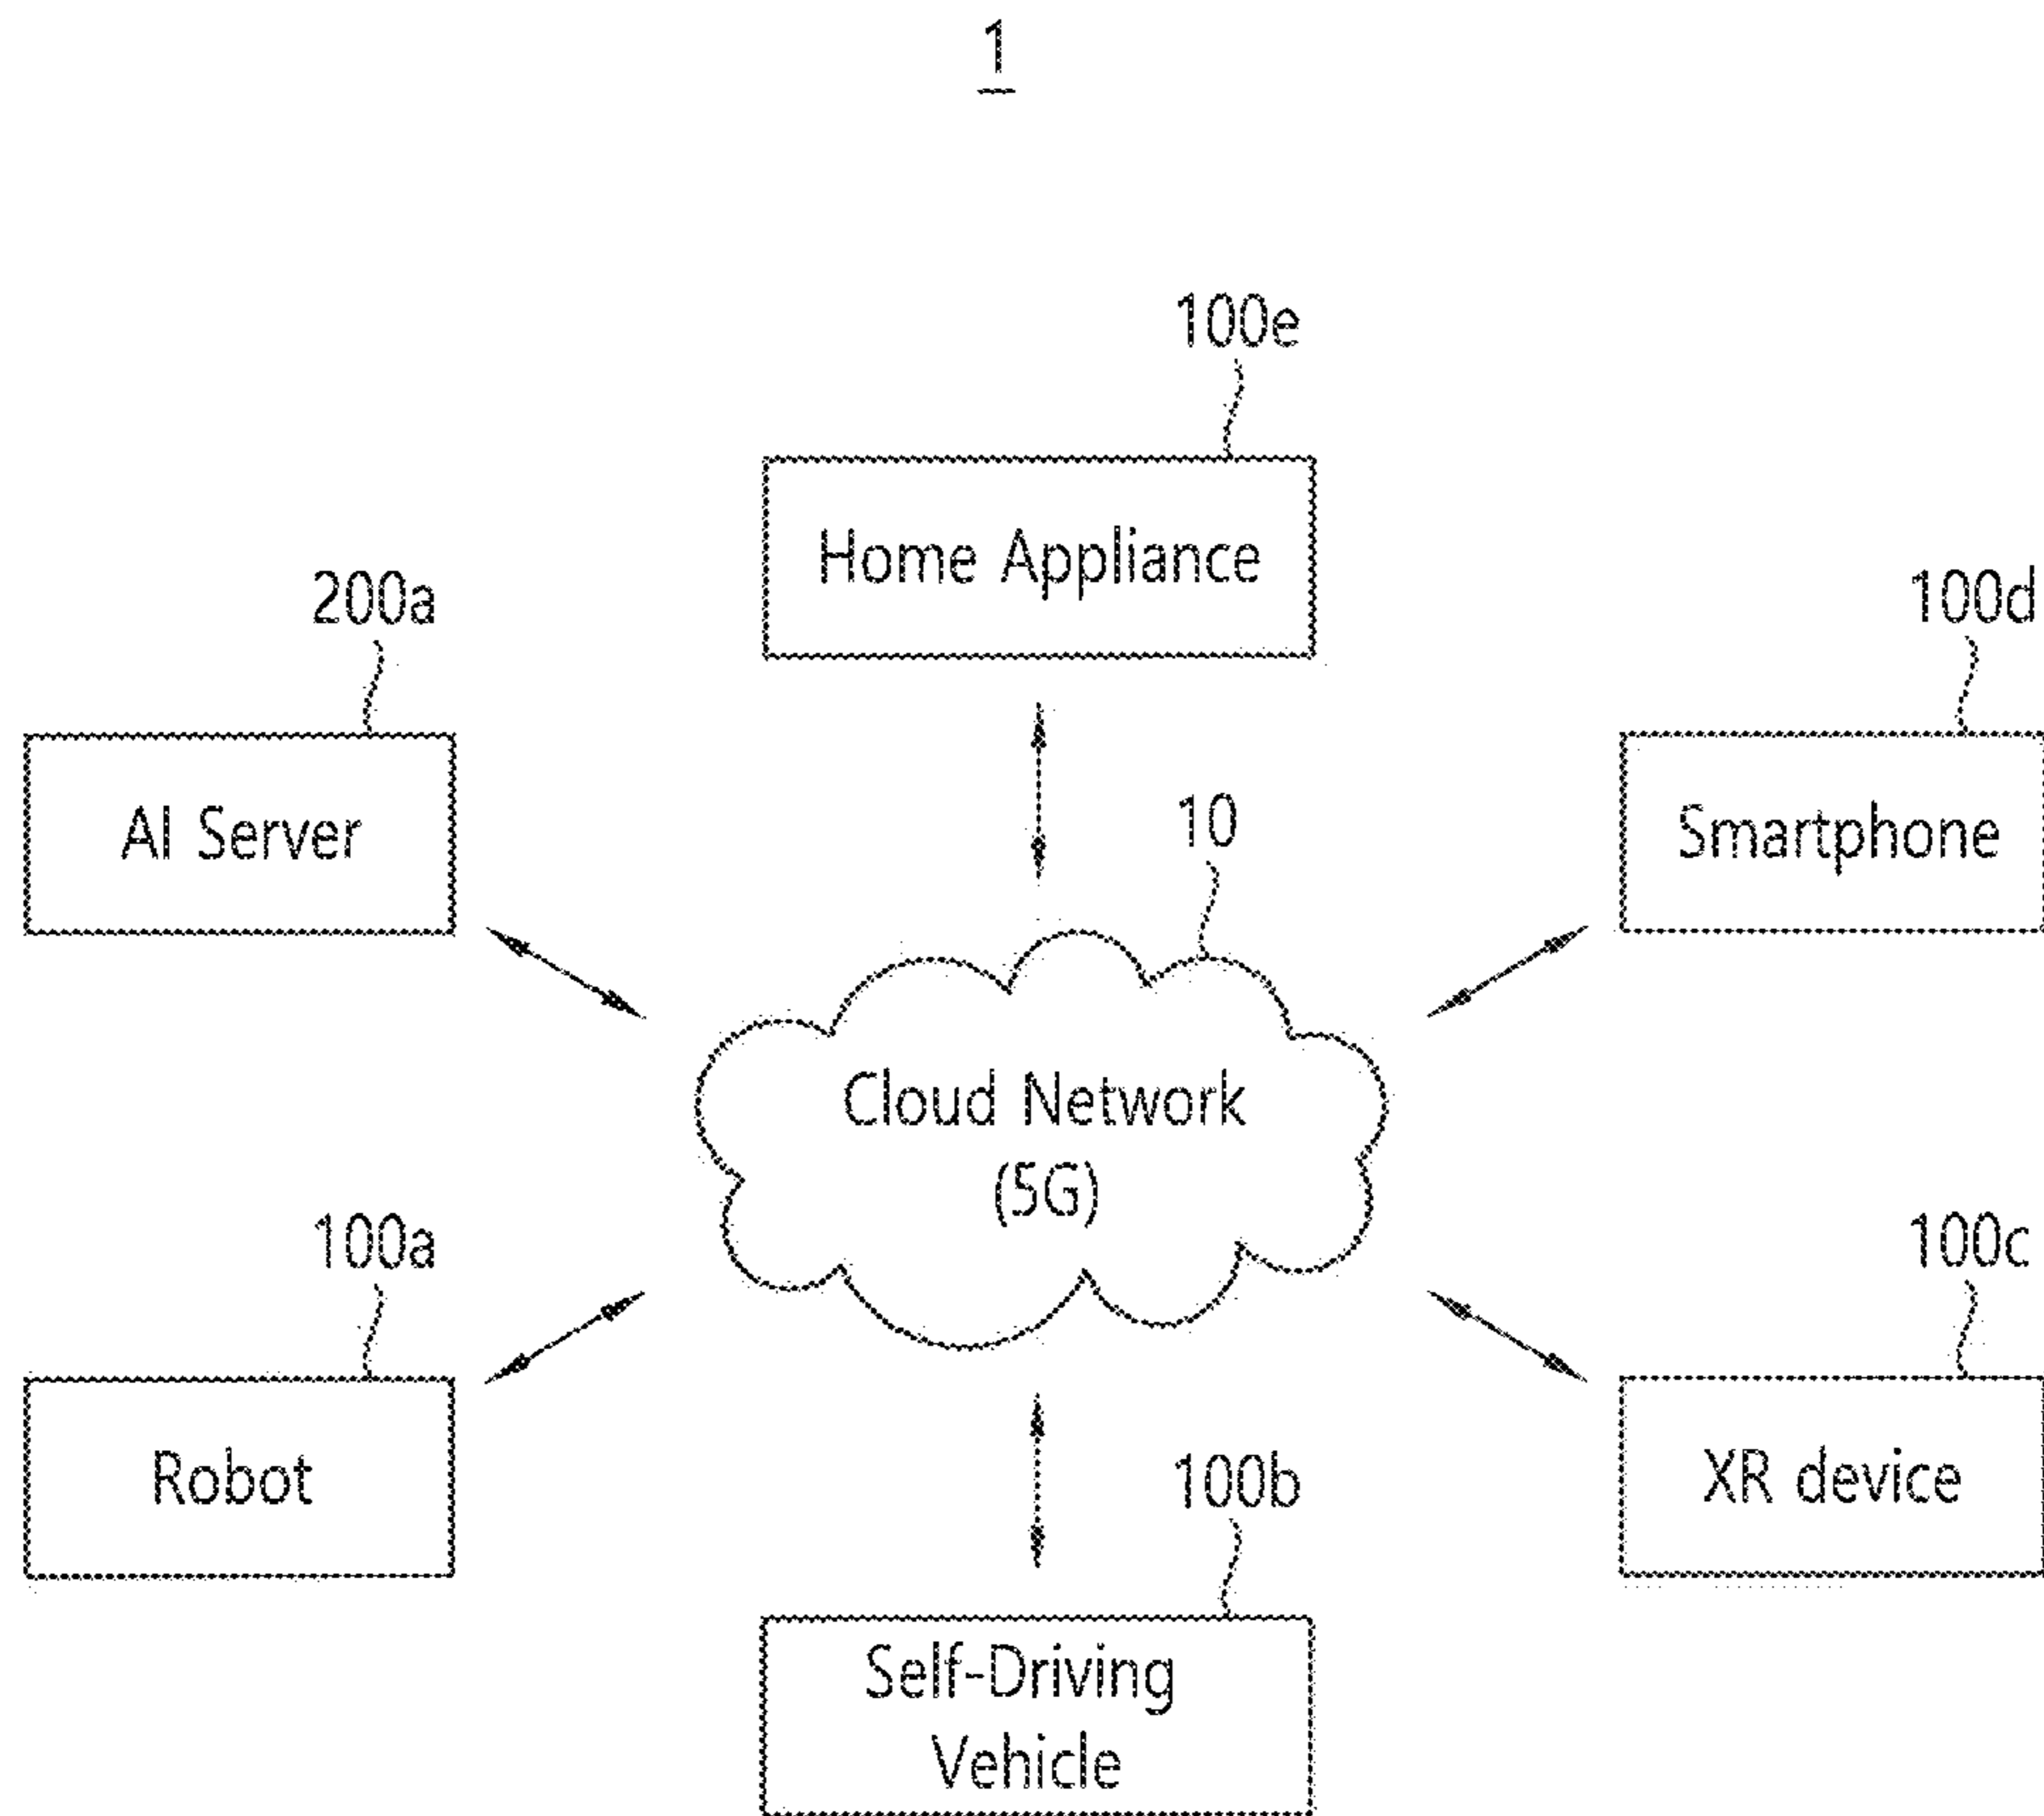 1
100e
Home Appliance
200a
AI Server
100d
Smartphone
10
Cloud Network
(5G)
100a
Robot
100c
XR device
100b
Self-Driving
Vehicle